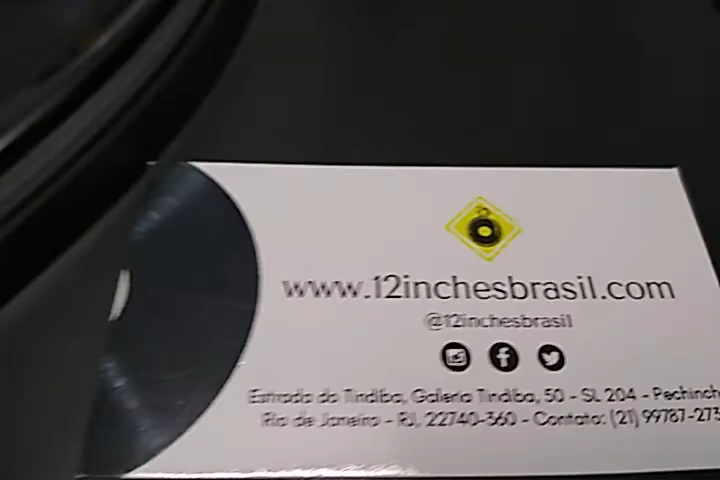 www.12inchesbrasil.com
@12inchesbrasil
Estrada do Tindiba, Galeria Tindiba, 50 - SL 204 - Pechinch
Rio de Janeiro - RJ, 22740-360 - Contato: (21) 99787-273